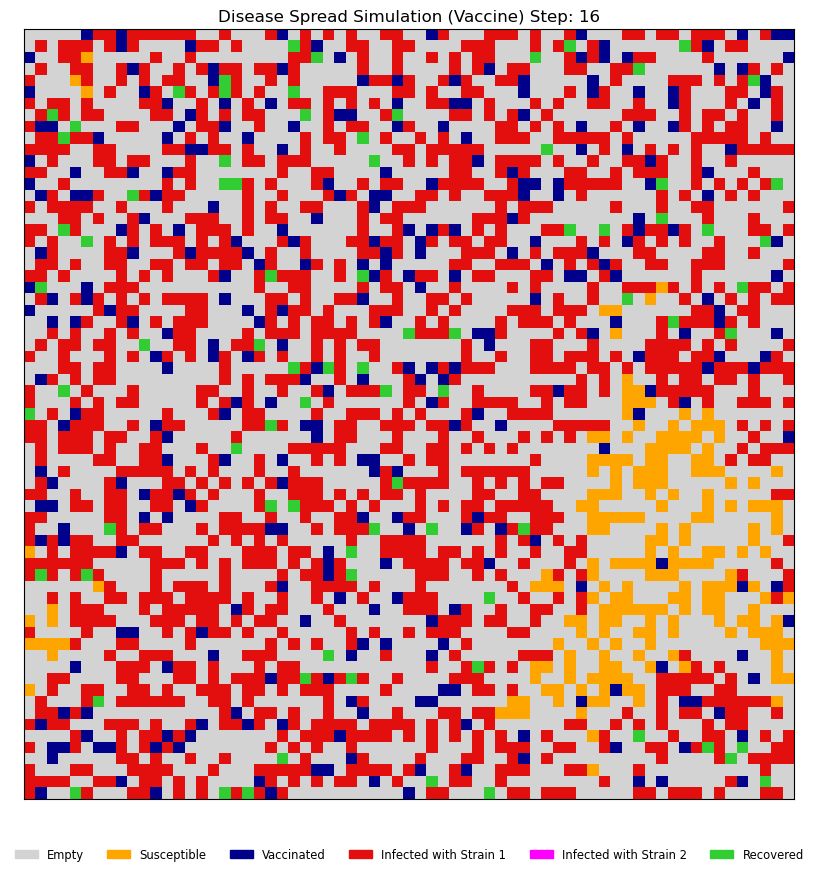 Disease Spread Simulation (Vaccine) Step: 16
Empty Susceptible Vaccinated Infected with Strain 1 Infected with Strain 2 Recovered